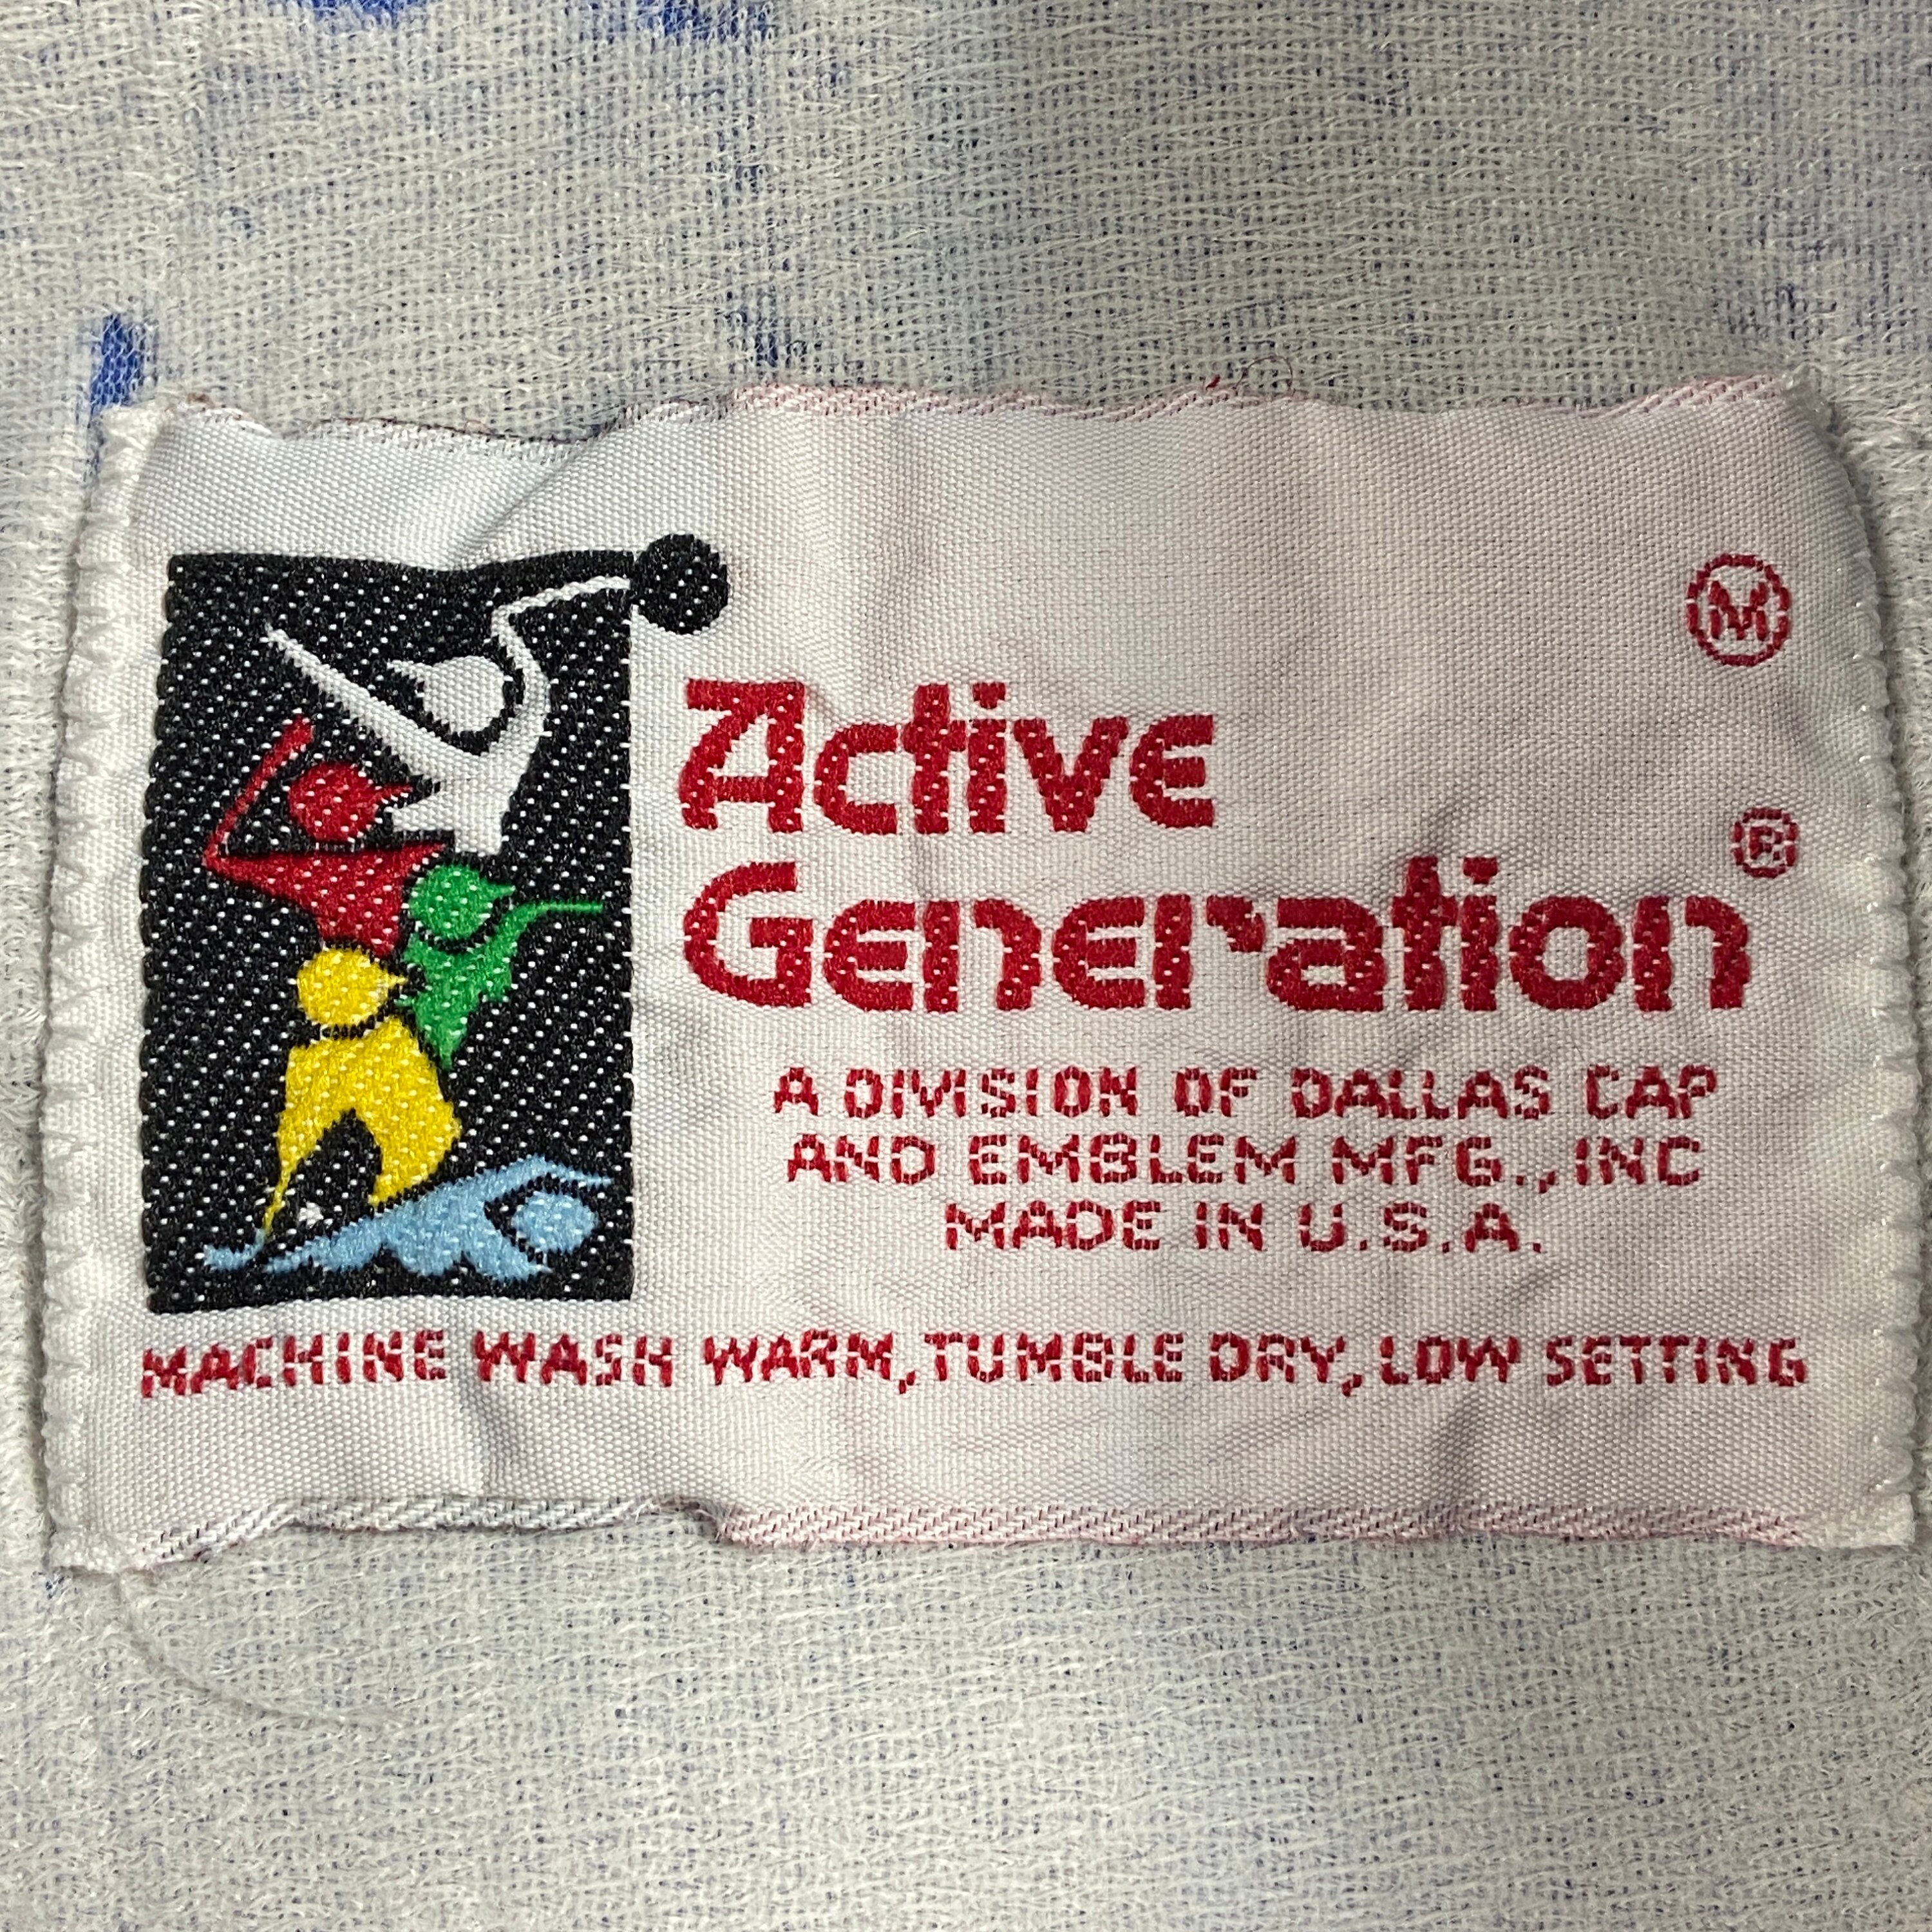 Ⓜ
Active
Generation®
A DIVISION OF DALLAS CAP
AND EMBLEM MFG., INC
MADE IN U.S.A.
MACHINE WASH WARM, TUMBLE DRY, LOW SETTING